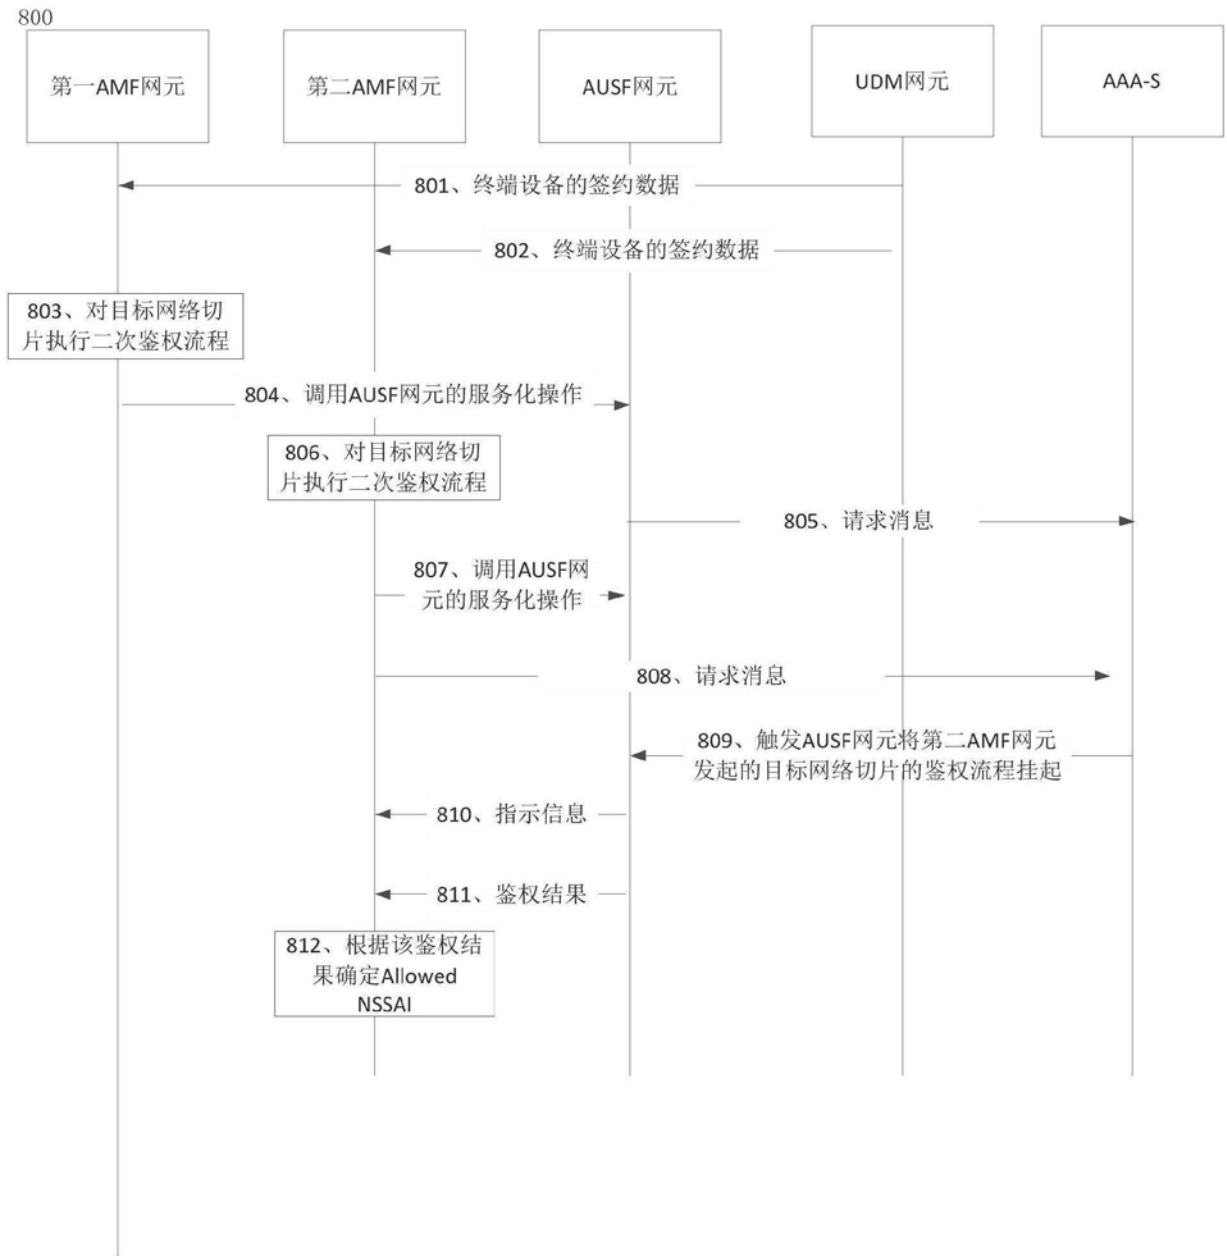 800
第一AMF网元
第二AMF网元
AUSF网元
UDM网元
AAA-S
801、终端设备的签约数据
802、终端设备的签约数据
803、对目标网络切
片执行二次鉴权流程
804、调用AUSF网元的服务化操作
806、对目标网络切
片执行二次鉴权流程
805、请求消息
807、调用AUSF网
元的服务化操作
808、请求消息
809、触发AUSF网元将第二AMF网元
发起的目标网络切片的鉴权流程挂起
810、指示信息
811、鉴权结果
812、根据该鉴权结
果确定Allowed
NSSAI